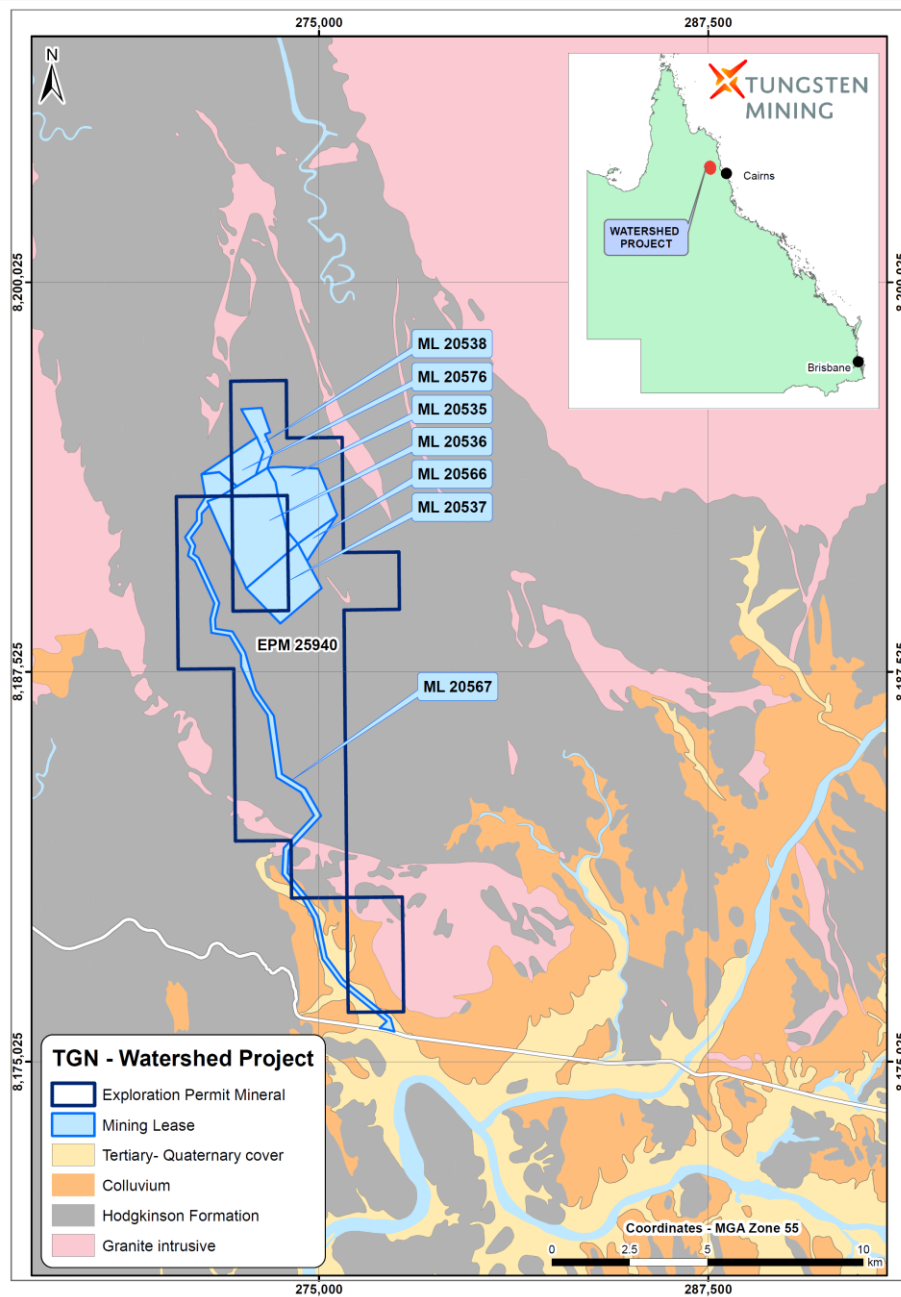 275,000
287,500
N
TUNGSTEN
MINING
Cairns
WATERSHED
PROJECT
Brisbane
8,200,025
8,200,025
ML 20538
ML 20576
ML 20535
ML 20536
ML 20566
ML 20537
EPM 25940
8,187,525
8,187,525
ML 20567
TGN - Watershed Project
Exploration Permit Mineral
Mining Lease
Tertiary- Quaternary cover
Colluvium
Hodgkinson Formation
Granite intrusive
8,175,025
8,175,025
Coordinates - MGA Zone 55
0 2.5 5 10
km
275,000
287,500